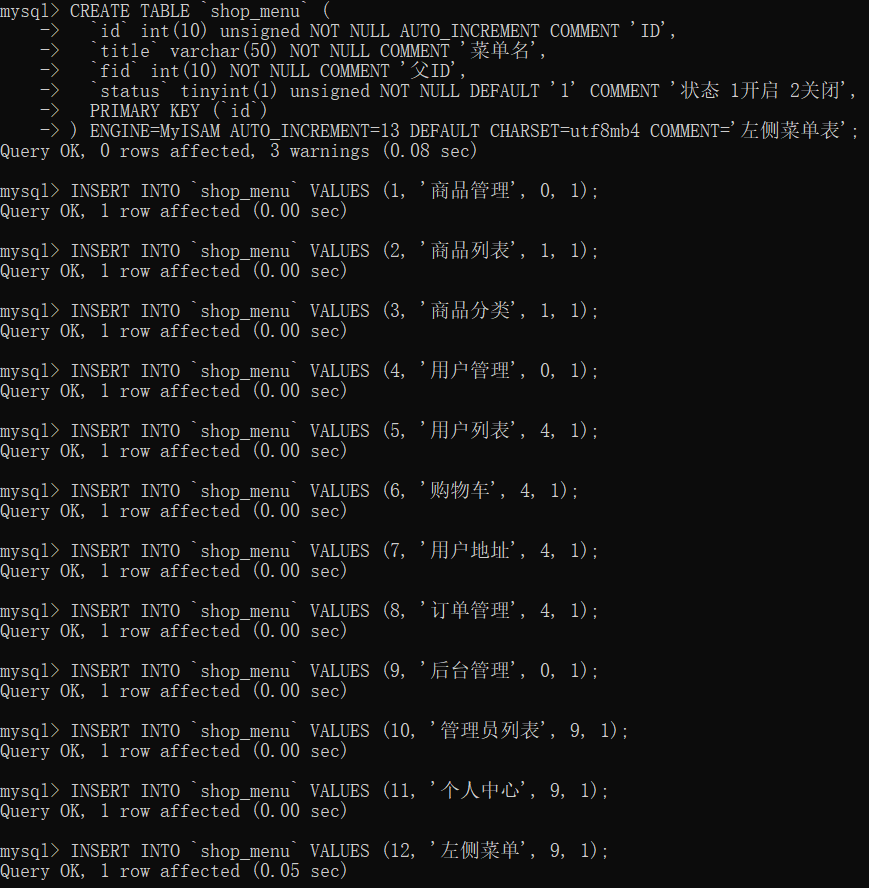 mysql> CREATE TABLE `shop_menu` (
    -> `id` int(10) unsigned NOT NULL AUTO_INCREMENT COMMENT 'ID',
    -> `title` varchar(50) NOT NULL COMMENT '菜单名',
    -> `fid` int(10) NOT NULL COMMENT '父ID',
    -> `status` tinyint(1) unsigned NOT NULL DEFAULT '1' COMMENT '状态 1开启 2关闭',
    -> PRIMARY KEY (`id`)
    -> ) ENGINE=MyISAM AUTO_INCREMENT=13 DEFAULT CHARSET=utf8mb4 COMMENT='左侧菜单表';
Query OK, 0 rows affected, 3 warnings (0.08 sec)
mysql> INSERT INTO `shop_menu` VALUES (1, '商品管理', 0, 1);
Query OK, 1 row affected (0.00 sec)
mysql> INSERT INTO `shop_menu` VALUES (2, '商品列表', 1, 1);
Query OK, 1 row affected (0.00 sec)
mysql> INSERT INTO `shop_menu` VALUES (3, '商品分类', 1, 1);
Query OK, 1 row affected (0.00 sec)
mysql> INSERT INTO `shop_menu` VALUES (4, '用户管理', 0, 1);
Query OK, 1 row affected (0.00 sec)
mysql> INSERT INTO `shop_menu` VALUES (5, '用户列表', 4, 1);
Query OK, 1 row affected (0.00 sec)
mysql> INSERT INTO `shop_menu` VALUES (6, '购物车', 4, 1);
Query OK, 1 row affected (0.00 sec)
mysql> INSERT INTO `shop_menu` VALUES (7, '用户地址', 4, 1);
Query OK, 1 row affected (0.00 sec)
mysql> INSERT INTO `shop_menu` VALUES (8, '订单管理', 4, 1);
Query OK, 1 row affected (0.00 sec)
mysql> INSERT INTO `shop_menu` VALUES (9, '后台管理', 0, 1);
Query OK, 1 row affected (0.00 sec)
mysql> INSERT INTO `shop_menu` VALUES (10, '管理员列表', 9, 1);
Query OK, 1 row affected (0.00 sec)
mysql> INSERT INTO `shop_menu` VALUES (11, '个人中心', 9, 1);
Query OK, 1 row affected (0.00 sec)
mysql> INSERT INTO `shop_menu` VALUES (12, '左侧菜单', 9, 1);
Query OK, 1 row affected (0.05 sec)